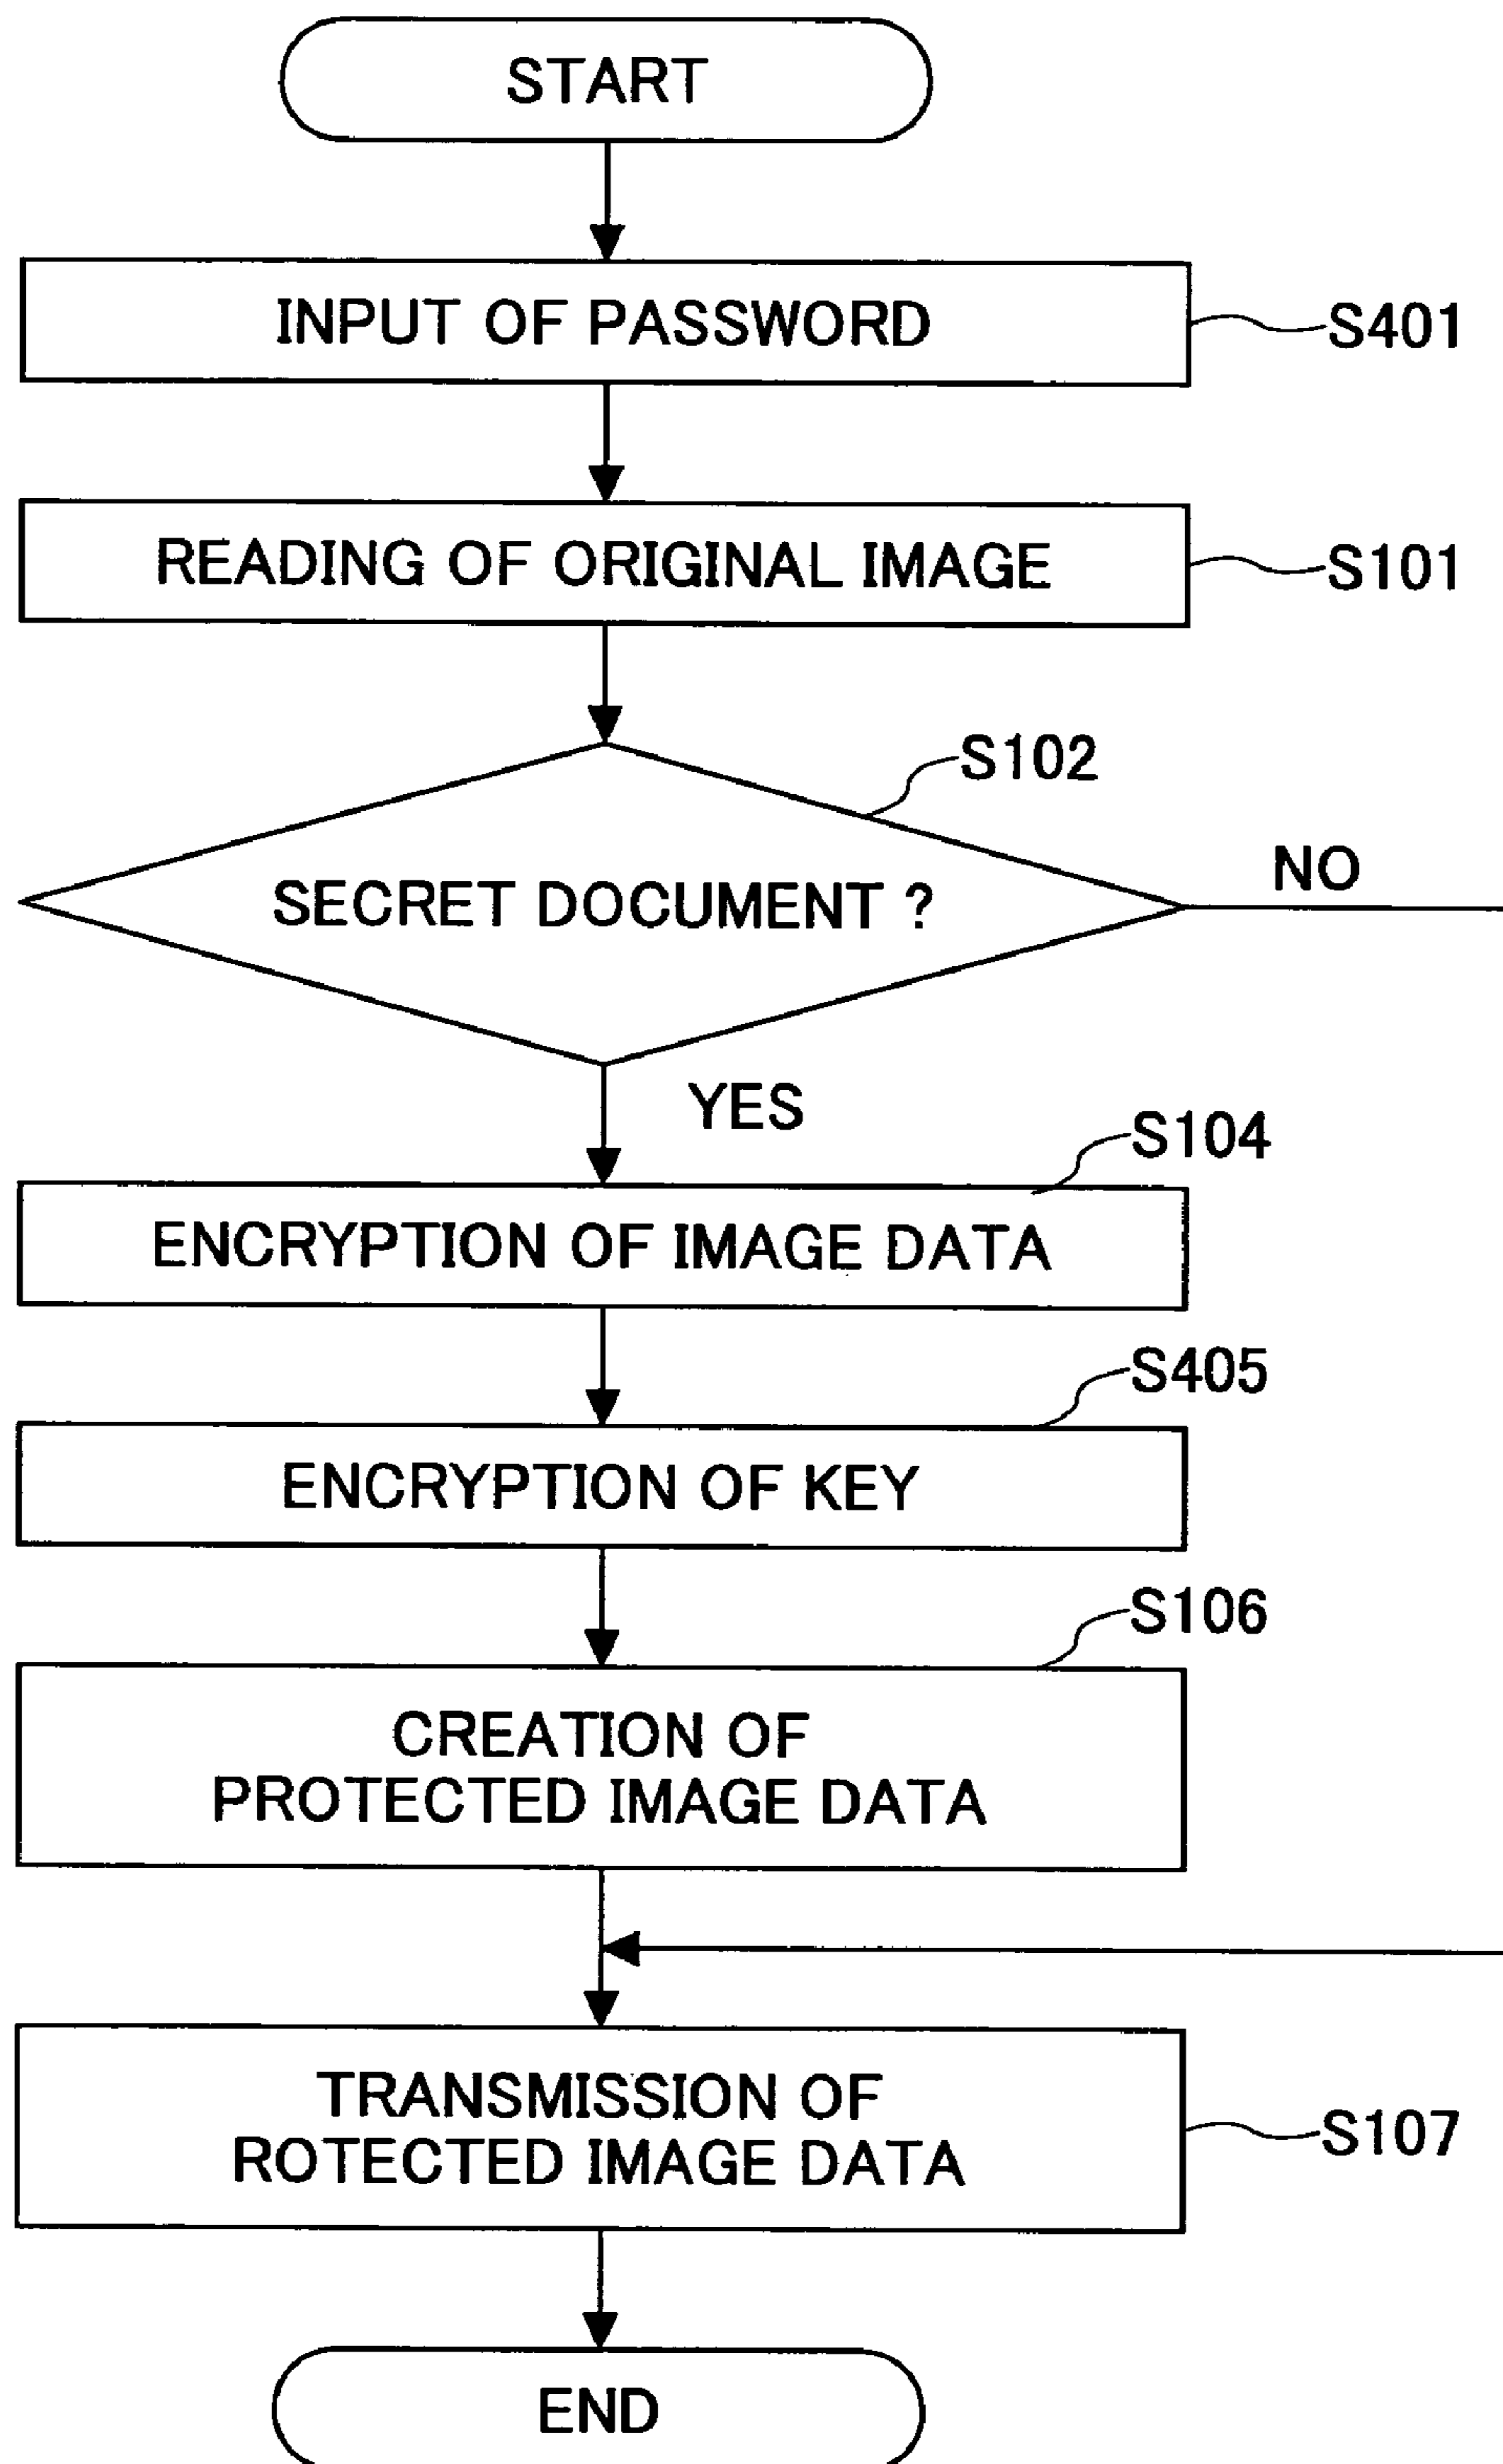 START
INPUT OF PASSWORD
S401
READING OF ORIGINAL IMAGE
S101
S102
SECRET DOCUMENT ?
NO
YES
S104
ENCRYPTION OF IMAGE DATA
S405
ENCRYPTION OF KEY
S106
CREATION OF
PROTECTED IMAGE DATA
TRANSMISSION OF
ROTECTED IMAGE DATA
S107
END